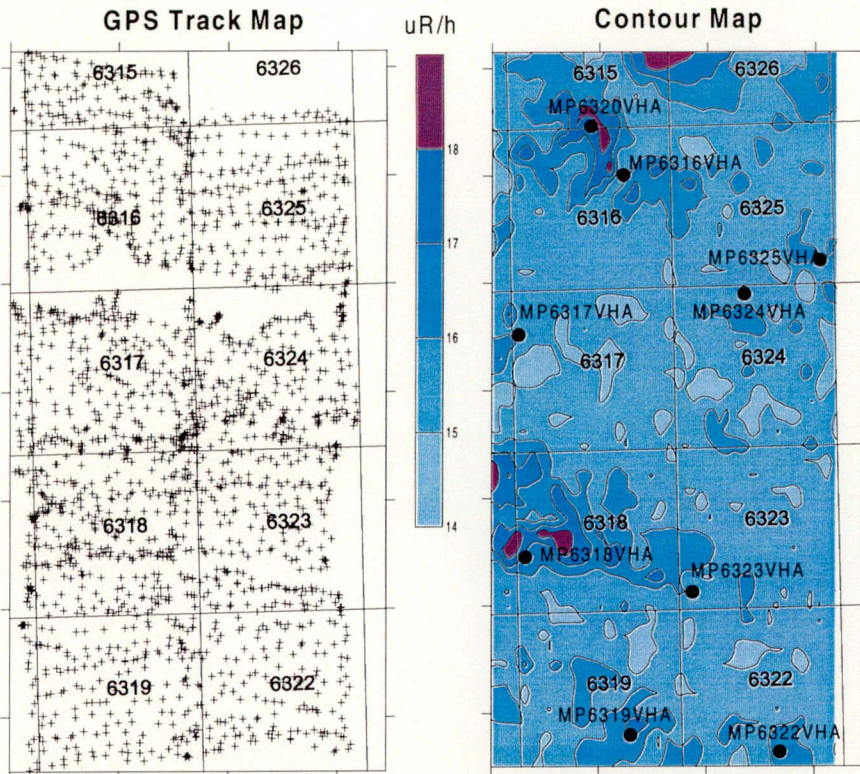 GPS Track Map
6315
6326
6316
6325
6317
6324
6318
6323
6319
6322
uR/h
18
17
16
15
14
Contour Map
6315
6326
MP6320VHA
MP6316VHA
6316
6325
MP6325VHA
MP6324VHA
MP6317VHA
6317
6324
6318
6323
MP6318VHA
MP6323VHA
6319
6322
MP6319VHA
MP6322VHA